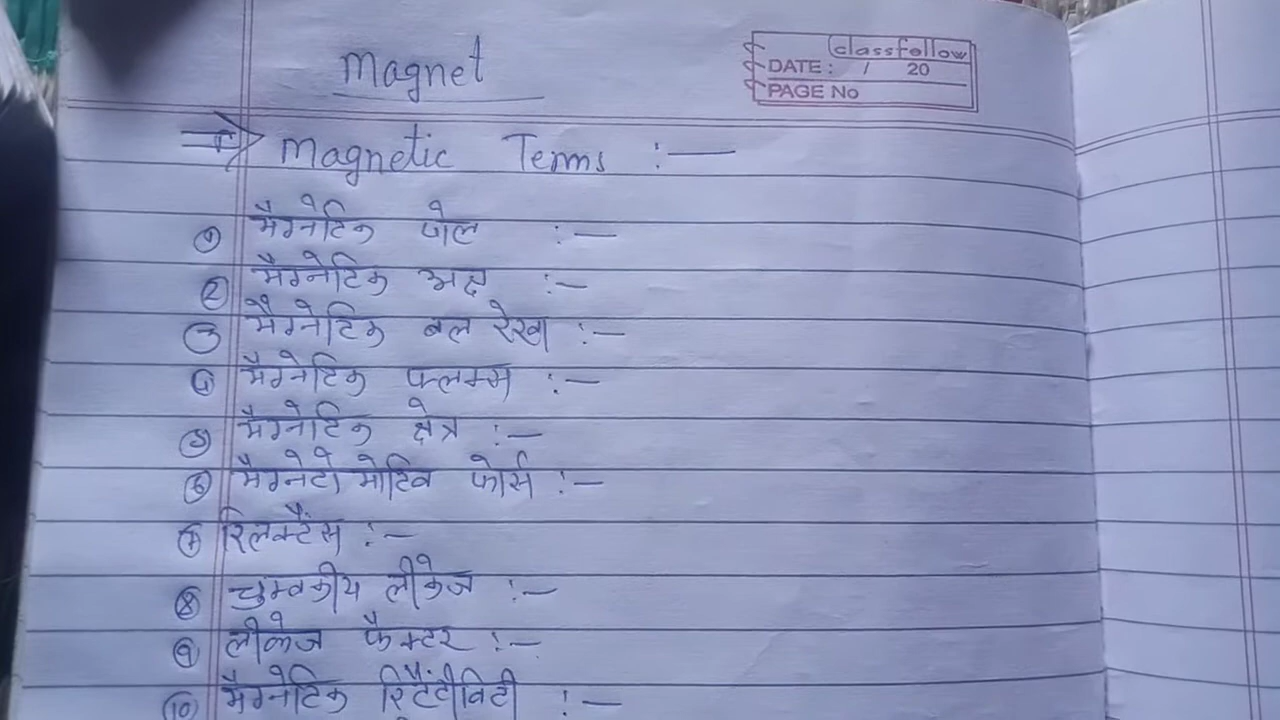 Magnet
classfellow
DATE : / 20
PAGE No
Magnetic Terms :—
① मैग्नेटिक पोल :—
② मैग्नेटिक अक्ष :—
③ मैग्नेटिक बल रेखा :—
④ मैग्नेटिक फ्लक्स :—
⑤ मैग्नेटिक क्षेत्र :—
⑥ मैग्नेटो मोटिव फोर्स :—
⑦ रिलक्टैंस :—
⑧ चुम्बकीय लीकेज :—
⑨ लीकेज फैक्टर :—
⑩ मैग्नेटिक रिटैंटीविटी :—